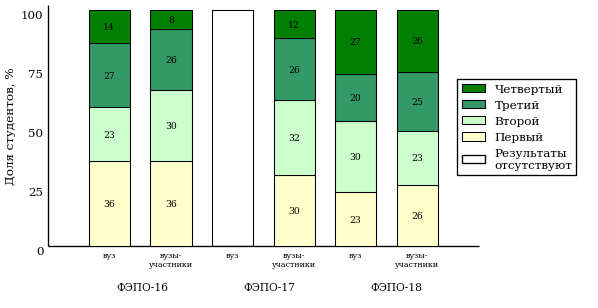 100
75
50
25
0
Доля студентов, %
14
27
23
36
8
26
30
36
12
26
32
30
27
20
30
23
26
25
23
26
Четвертый
Третий
Второй
Первый
Результаты
отсутствуют
вуз
вузы-
участники
вуз
вузы-
участники
вуз
вузы-
участники
ФЭПО-16
ФЭПО-17
ФЭПО-18